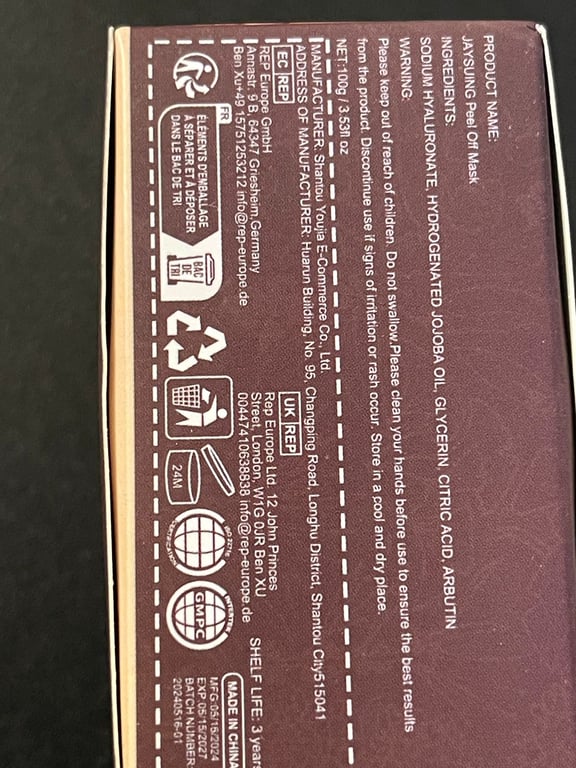 PRODUCT NAME:
JAYSUING Peel Off Mask
INGREDIENTS:
SODIUM HYALURONATE, HYDROGENATED JOJOBA OIL, GLYCERIN, CITRIC ACID, ARBUTIN
WARNING:
Please keep out of reach of children. Do not swallow,Please clean your hands before use to ensure the best results
from the product. Discontinue use if signs of irritation or rash occur. Store in a cool and dry place.
NET:100g / 3.53fl oz
MANUFACTURER: Shantou Youjia E-Commerce Co., Ltd.
ADDRESS OF MANUFACTURER: Huarun Building, No. 95, Changping Road, Longhu District, Shantou City515041
EC REP
REP Europe GmbH
Annastr. 9 B, 64347 Griesheim,Germany
Ben Xu+49 15751253212 info@rep-europe.de
UK REP
Rep Europe Ltd. 12 John Princes
Street, London, W1G 0JR Ben XU
00447410638838 info@rep-europe.de
SHELF LIFE: 3 years
FR
ÉLÉMENTS D'EMBALLAGE
À SÉPARER ET À DÉPOSER
DANS LE BAC DE TRI
BAC
DE
TRI
24M
GMPC
MADE IN CHINA
MFG:05/16/2024
EXP:05/15/2027
BATCH NUMBER:
20240516-01